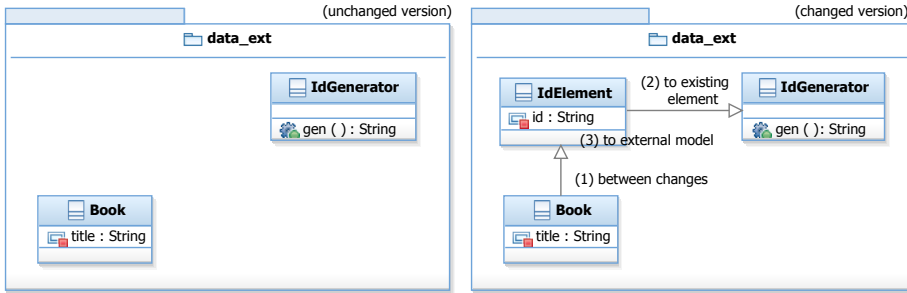 (unchanged version)
data_ext
IdGenerator
gen ( ) : String
Book
title : String
(changed version)
data_ext
IdElement
id : String
(2) to existing
element
IdGenerator
gen ( ): String
(3) to external model
(1) between changes
Book
title : String